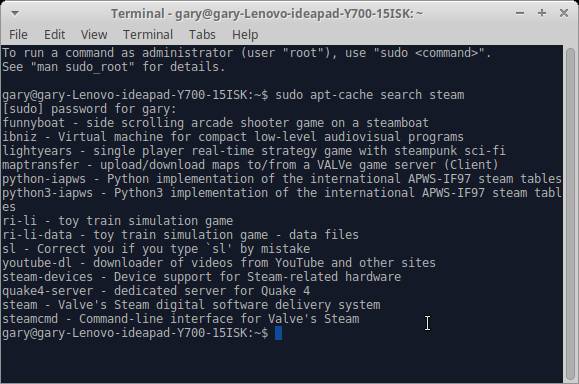 Terminal - gary@gary-Lenovo-ideapad-Y700-15ISK: ~
File Edit View Terminal Tabs Help
To run a command as administrator (user "root"), use "sudo <command>".
See "man sudo_root" for details.
gary@gary-Lenovo-ideapad-Y700-15ISK:~$ sudo apt-cache search steam
[sudo] password for gary:
funnyboat - side scrolling arcade shooter game on a steamboat
ibniz - Virtual machine for compact low-level audiovisual programs
lightyears - single player real-time strategy game with steampunk sci-fi
maptransfer - upload/download maps to/from a VALVe game server (Client)
python-iapws - Python implementation of the international APWS-IF97 steam tables
python3-iapws - Python3 implementation of the international APWS-IF97 steam tabl
es
ri-li - toy train simulation game
ri-li-data - toy train simulation game - data files
sl - Correct you if you type `sl' by mistake
youtube-dl - downloader of videos from YouTube and other sites
steam-devices - Device support for Steam-related hardware
quake4-server - dedicated server for Quake 4
steam - Valve's Steam digital software delivery system
steamcmd - Command-line interface for Valve's Steam
gary@gary-Lenovo-ideapad-Y700-15ISK:~$